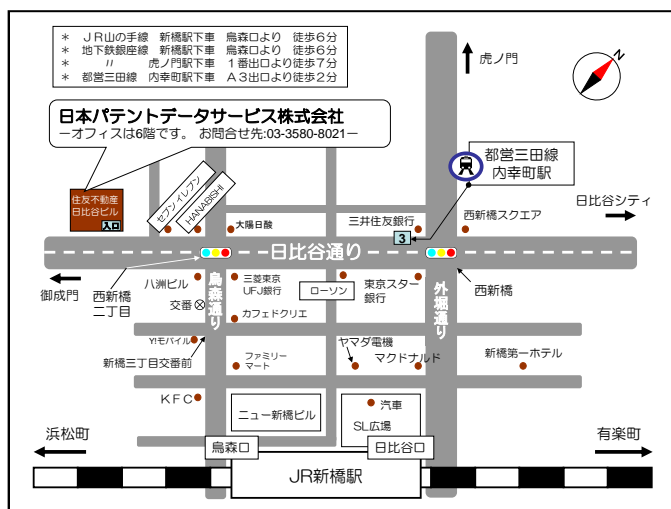 ＊ ＪＲ山の手線 新橋駅下車 烏森口より 徒歩６分
＊ 地下鉄銀座線 新橋駅下車 烏森口より 徒歩６分
＊ 〃 虎ノ門駅下車 １番出口より徒歩７分
＊ 都営三田線 内幸町駅下車 Ａ３出口より徒歩２分
虎ノ門
N
日本パテントデータサービス株式会社
－オフィスは6階です。 お問合せ先:03-3580-8021－
都営三田線
内幸町駅
住友不動産
日比谷ビル
入口
セブンイレブン
HANABISHI
大陽日酸
三井住友銀行
3
西新橋スクエア
日比谷シティ
日比谷通り
御成門
西新橋
二丁目
八洲ビル
三菱東京
UFJ銀行
ローソン
東京スター
銀行
西新橋
烏森通り
外堀通り
交番
カフェドクリエ
Y!モバイル
新橋三丁目交番前
ファミリー
マート
ヤマダ電機
マクドナルド
新橋第一ホテル
ＫＦＣ
ニュー新橋ビル
汽車
SL広場
浜松町
烏森口
日比谷口
有楽町
JR新橋駅